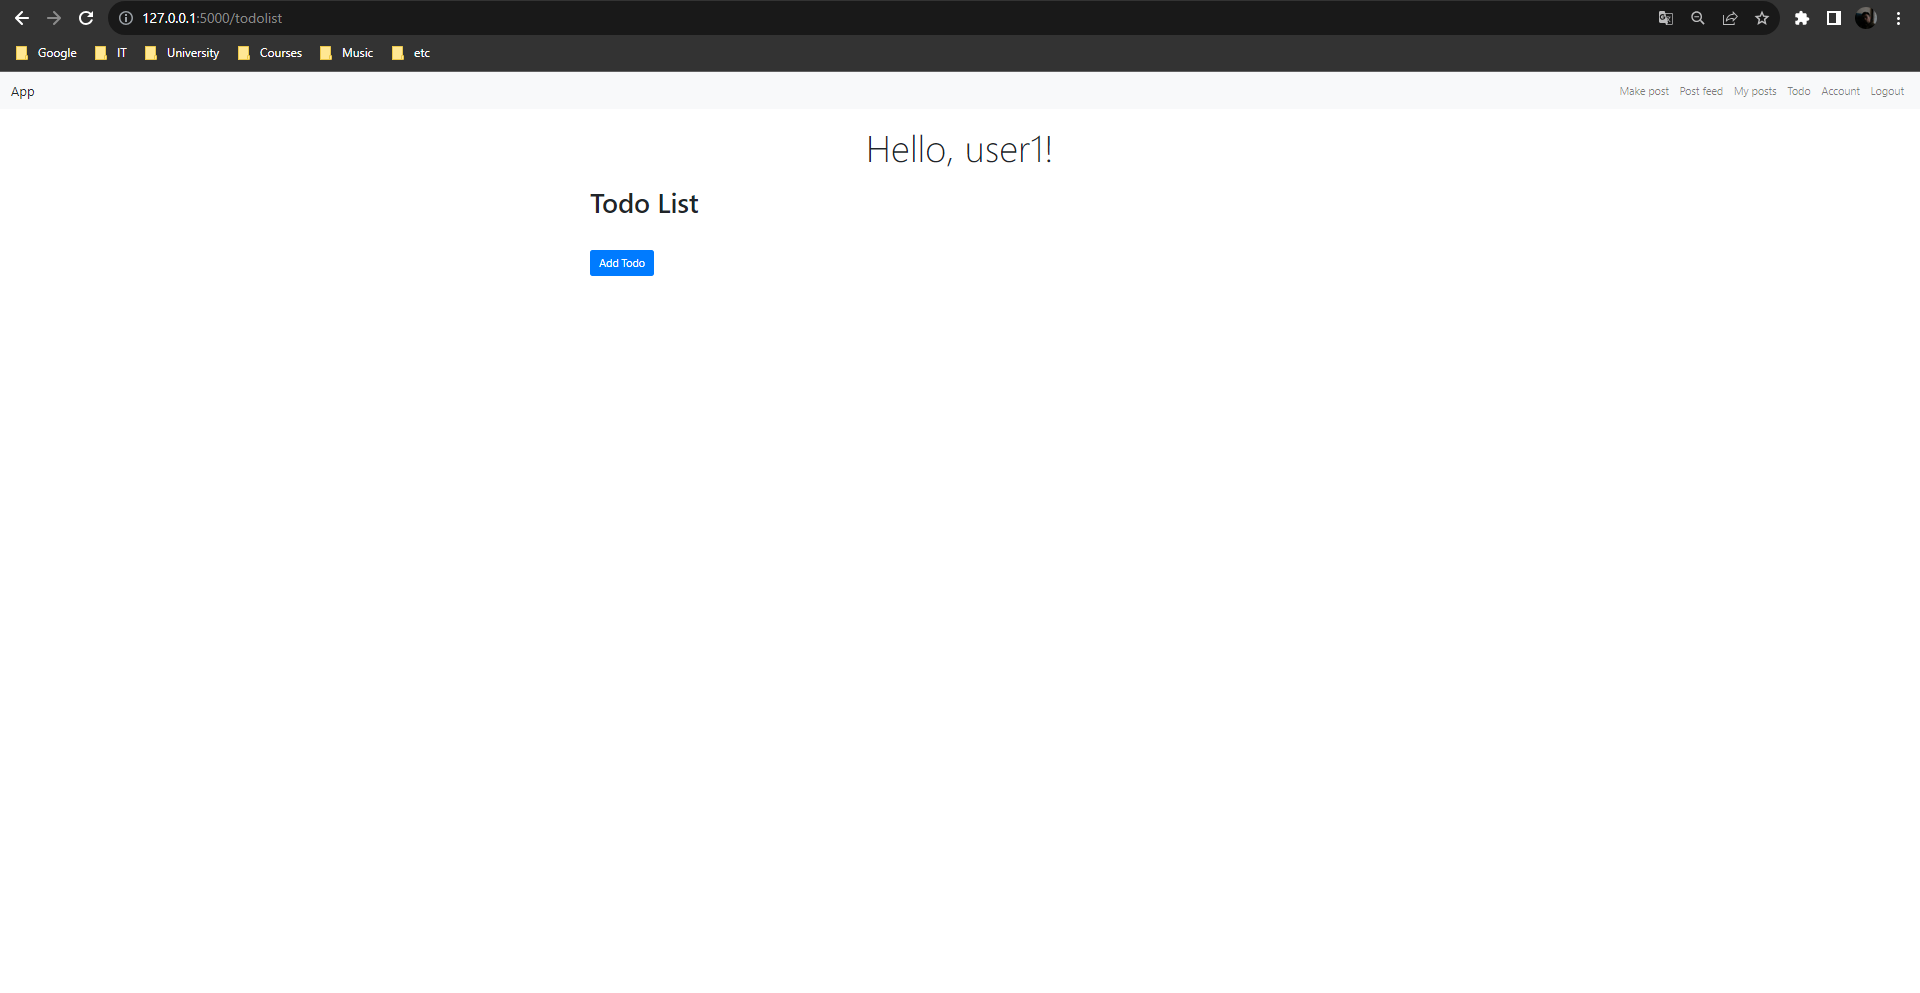 127.0.0.1:5000/todolist
Google IT University Courses Music etc
App Make post Post feed My posts Todo Account Logout
Hello, user1!
Todo List
Add Todo